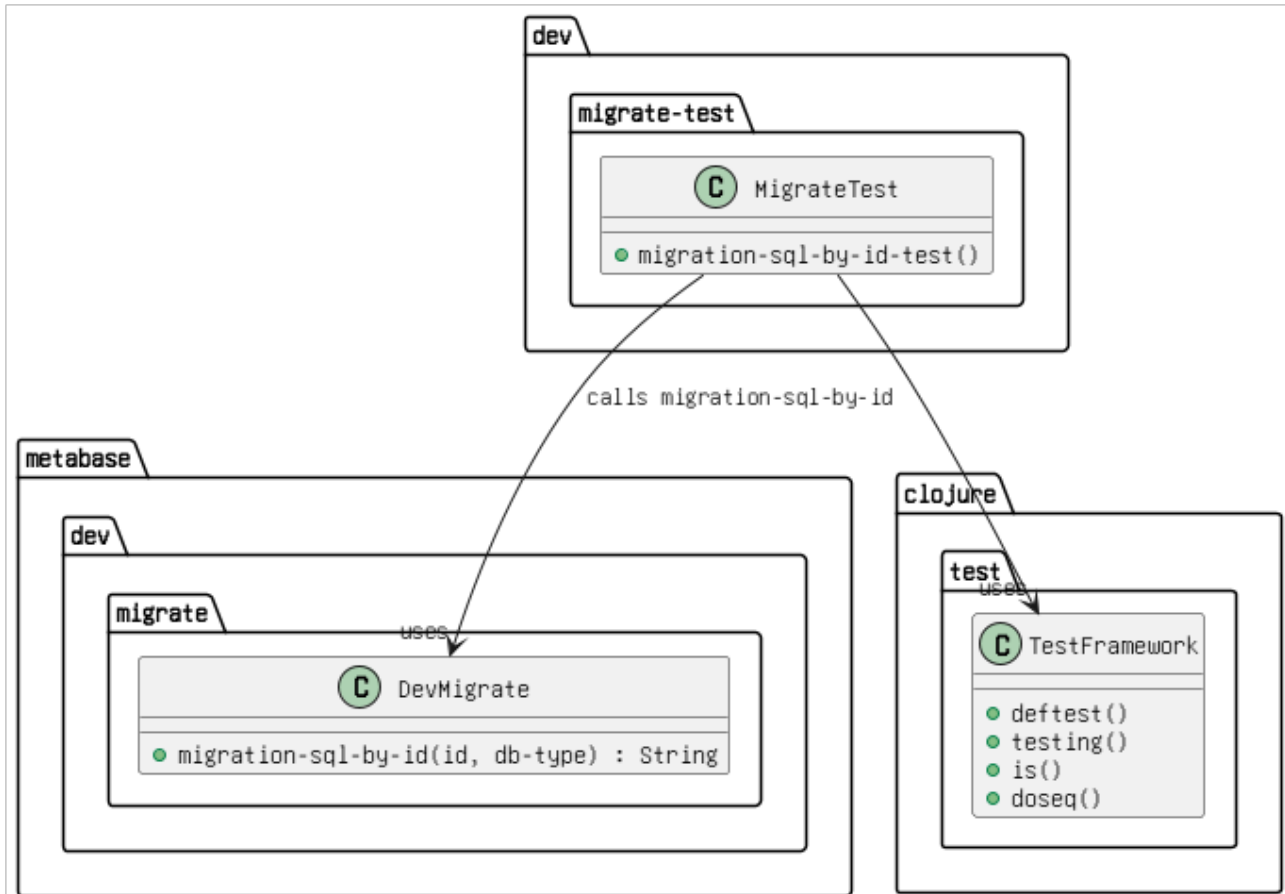 dev
migrate-test
C MigrateTest
migration-sql-by-id-test()
calls migration-sql-by-id
metabase
dev
migrate
uses
C DevMigrate
migration-sql-by-id(id, db-type) : String
clojure
test
uses
C TestFramework
deftest()
testing()
is()
doseq()